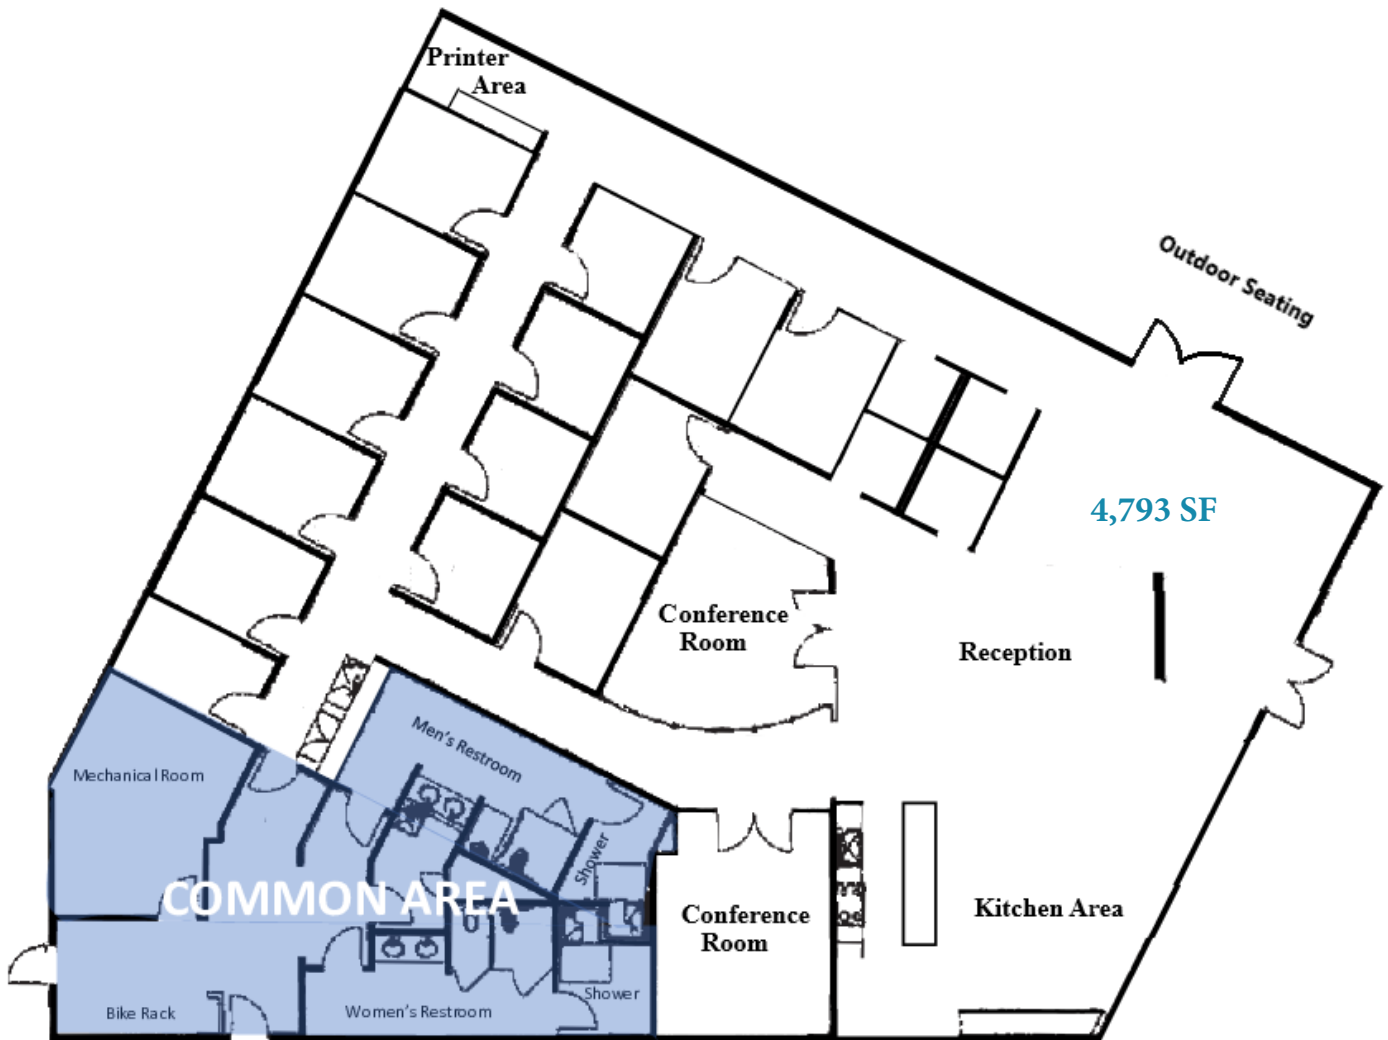 Printer
Area
Outdoor Seating
4,793 SF
Conference
Room
Reception
Men's Restroom
Mechanical Room
Shower
COMMON AREA
Conference
Room
Kitchen Area
Shower
Bike Rack
Women's Restroom